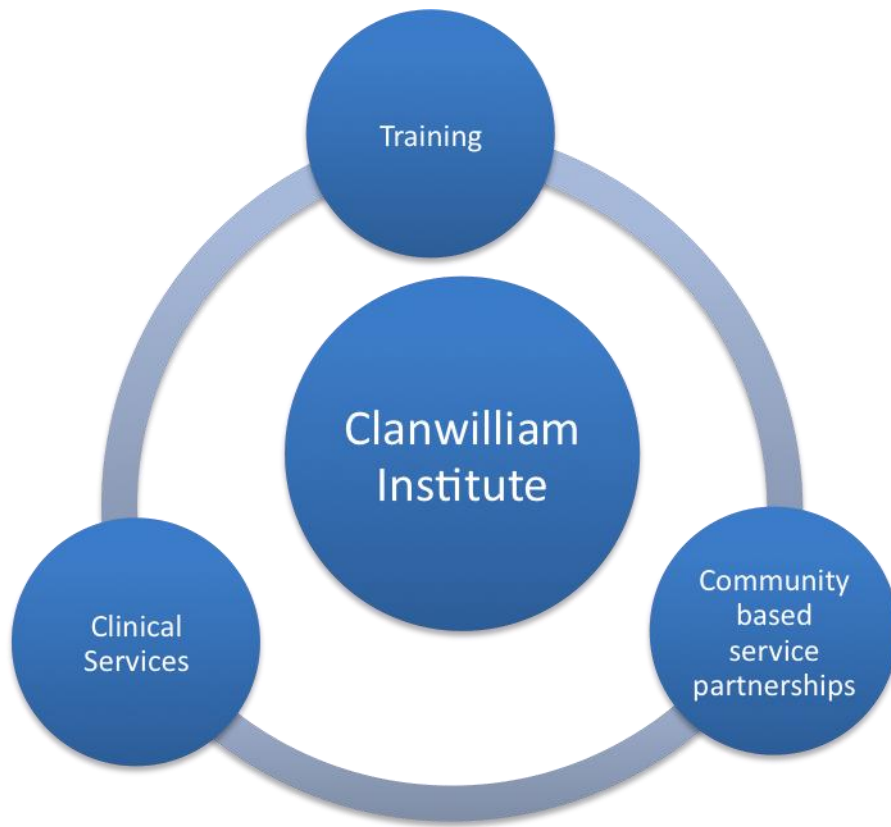 Training
Clanwilliam
Institute
Clinical
Services
Community
based
service
partnerships